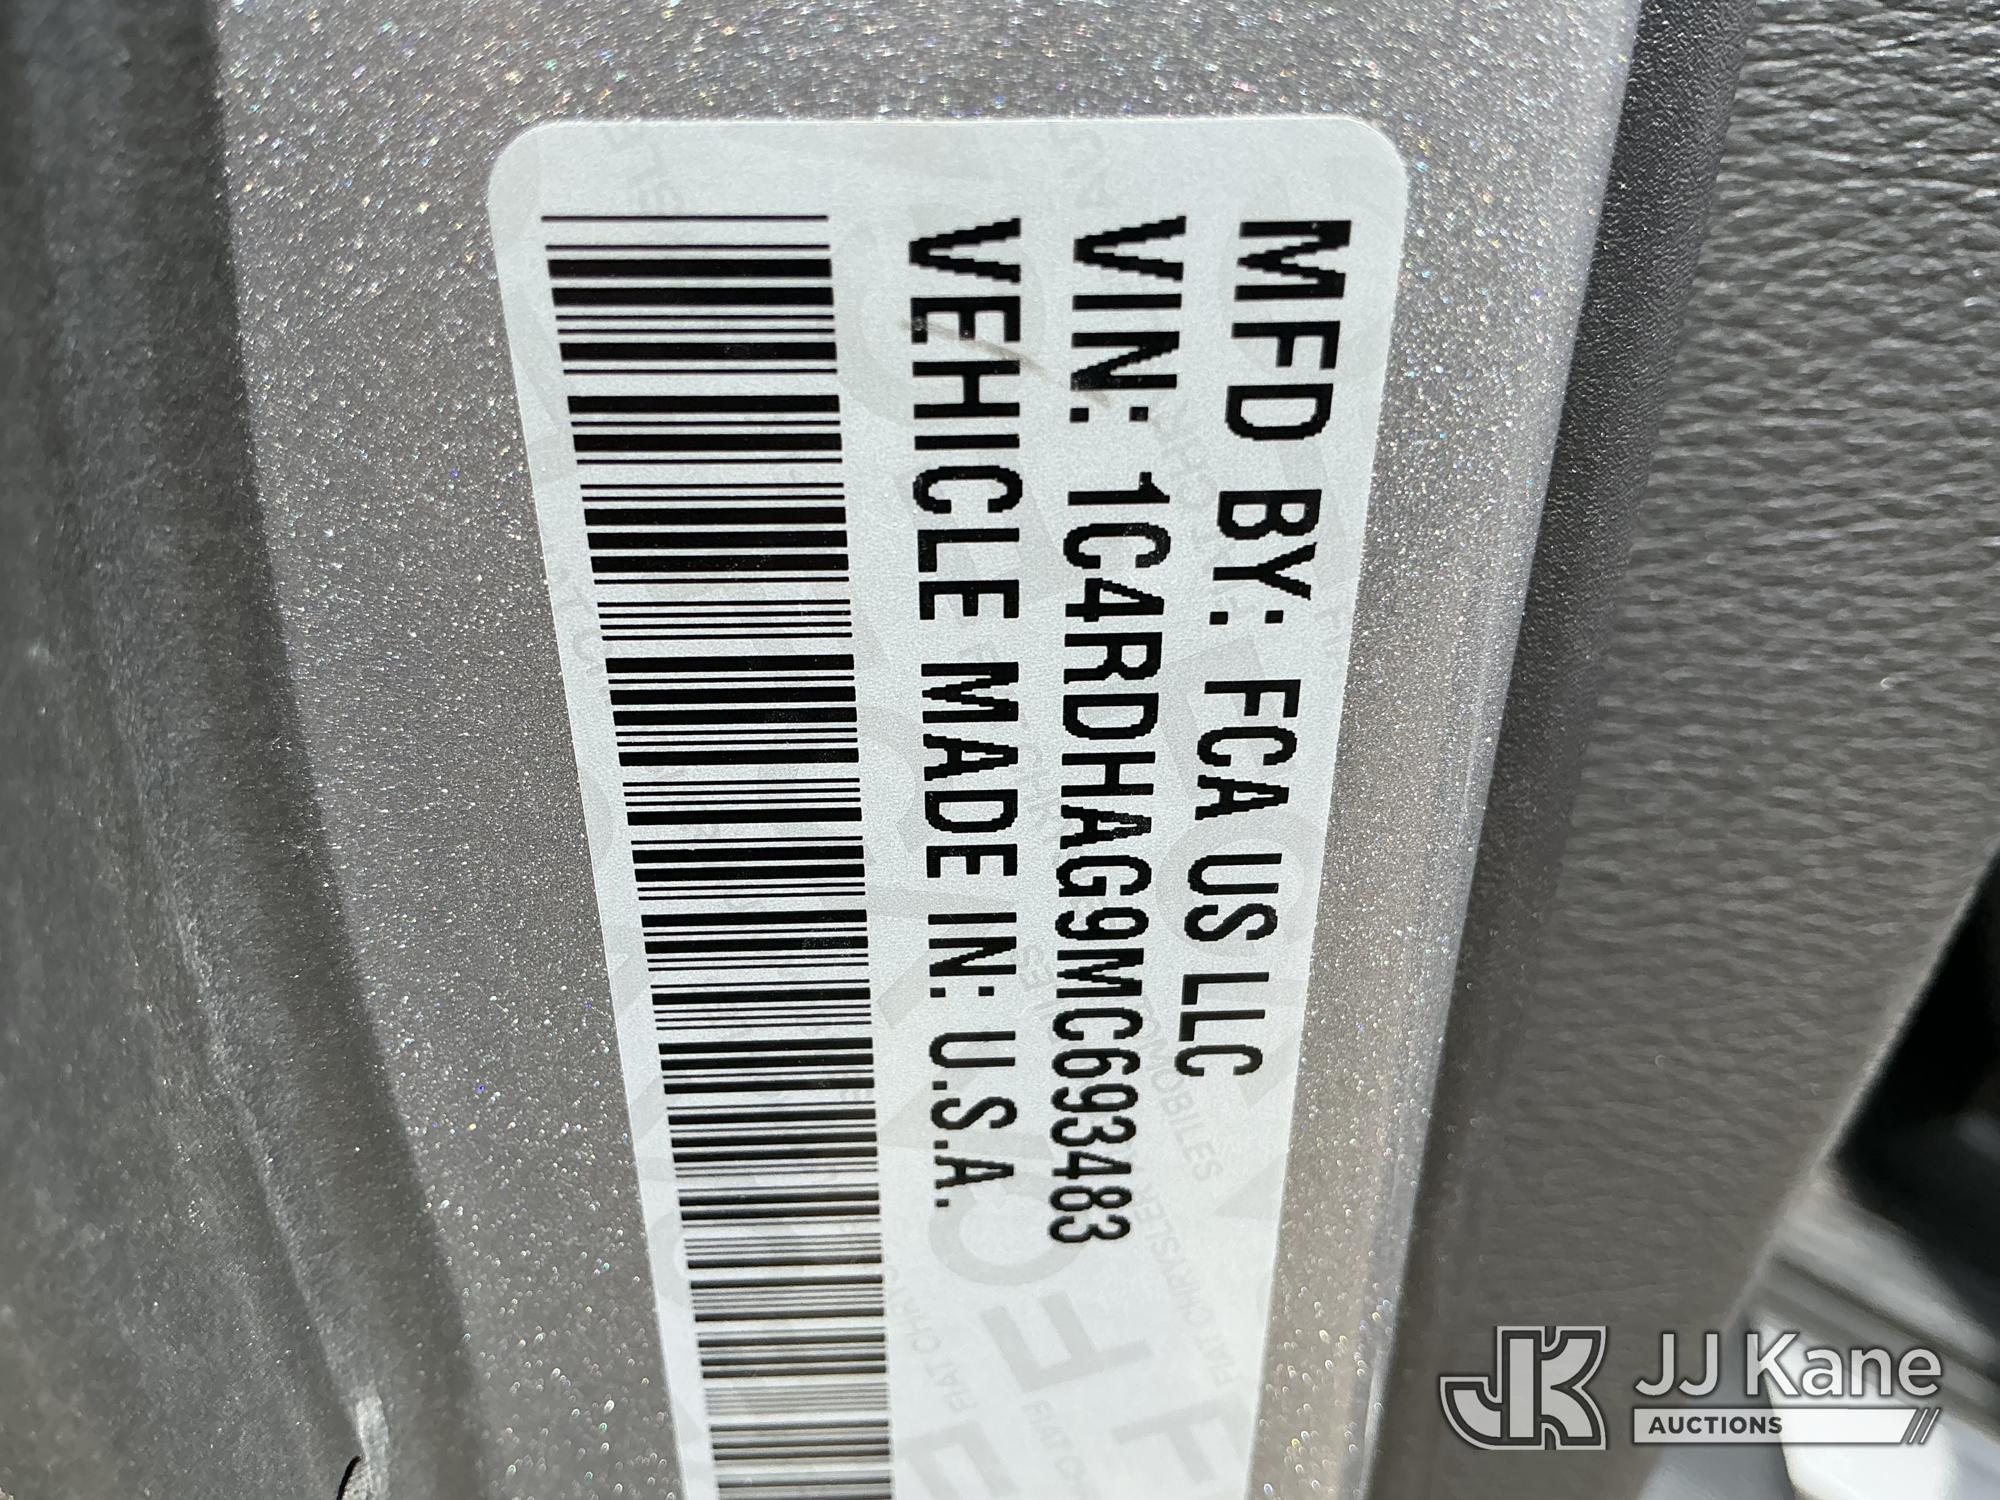 MFD BY: FCA US LLC
VIN: 1C4RDHAG9MC693483
VEHICLE MADE IN: U.S.A.
JJ Kane
AUCTIONS